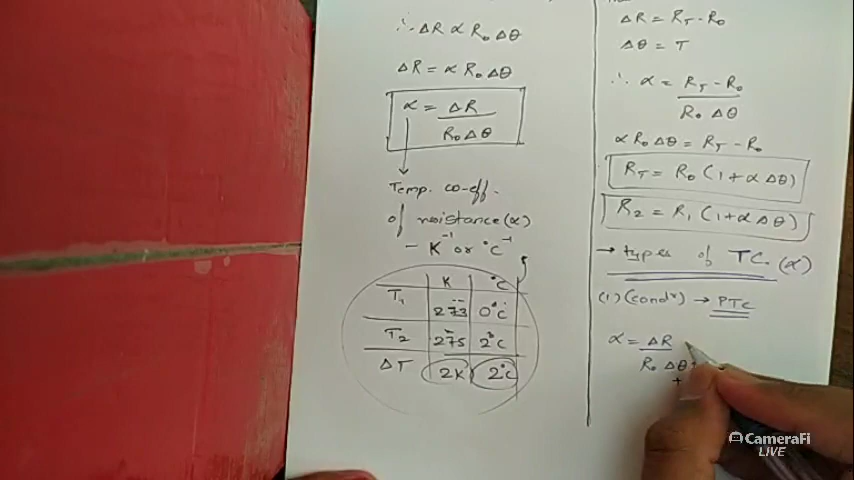 ∴ ΔR ∝ R₀ Δθ
ΔR = α R₀ Δθ
α = ΔR / R₀ Δθ
Temp. co-eff.
of resistance (α)
- K⁻¹ or °C⁻¹
K °C
T₁ 273 0°C
T₂ 275 2°C
ΔT 2K 2°C
ΔR = R_T - R₀
Δθ = T
∴ α = R_T - R₀ / R₀ Δθ
α R₀ Δθ = R_T - R₀
R_T = R₀ (1 + α Δθ)
R₂ = R₁ (1 + α Δθ)
→ types of TC. (α)
(1) (condʳ) → PTC
α = ΔR / R₀ Δθ
CameraFi
LIVE